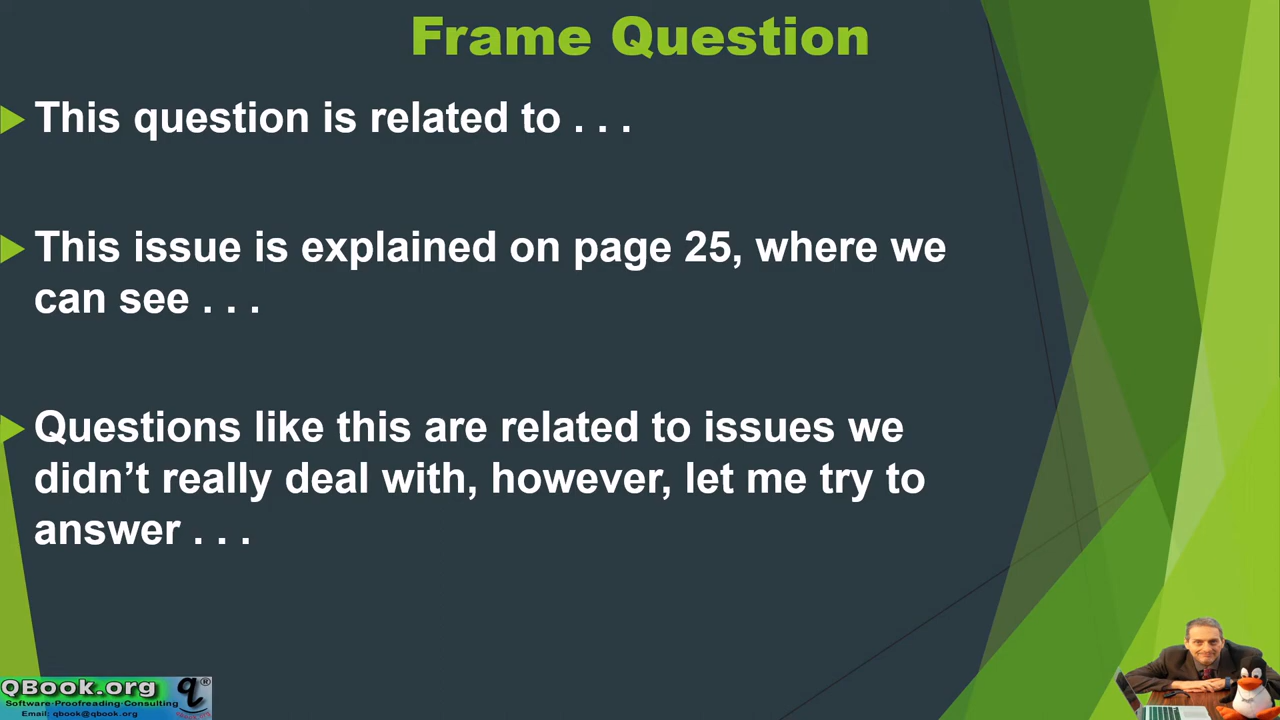 Frame Question
This question is related to . . .
This issue is explained on page 25, where we
can see . . .
Questions like this are related to issues we
didn’t really deal with, however, let me try to
answer . . .
QBook.org q®
Software·Proofreading·Consulting
Email: qbook@qbook.org